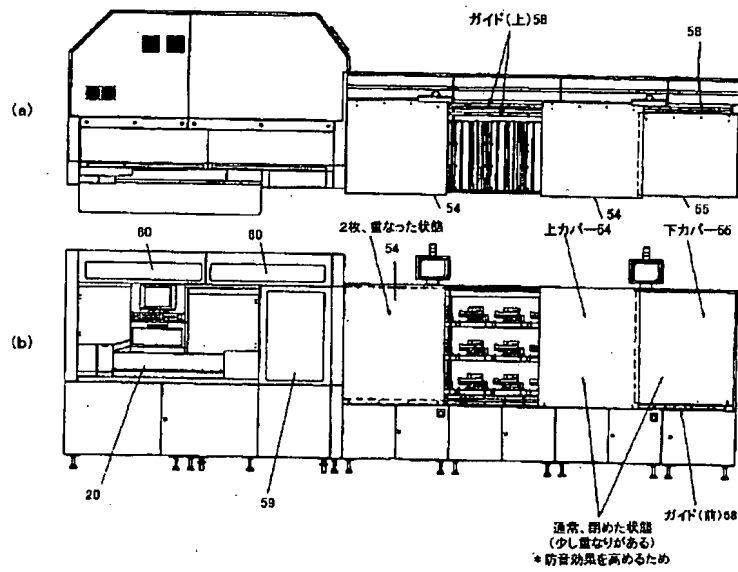 ガイド(上)58
58
(a)
54
54
55
60
60
2枚、重なった状態
54
上カバー54
下カバー55
(b)
20
59
ガイド(前)58
通常、閉めた状態
(少し重なりがある)
*防音効果を高めるため